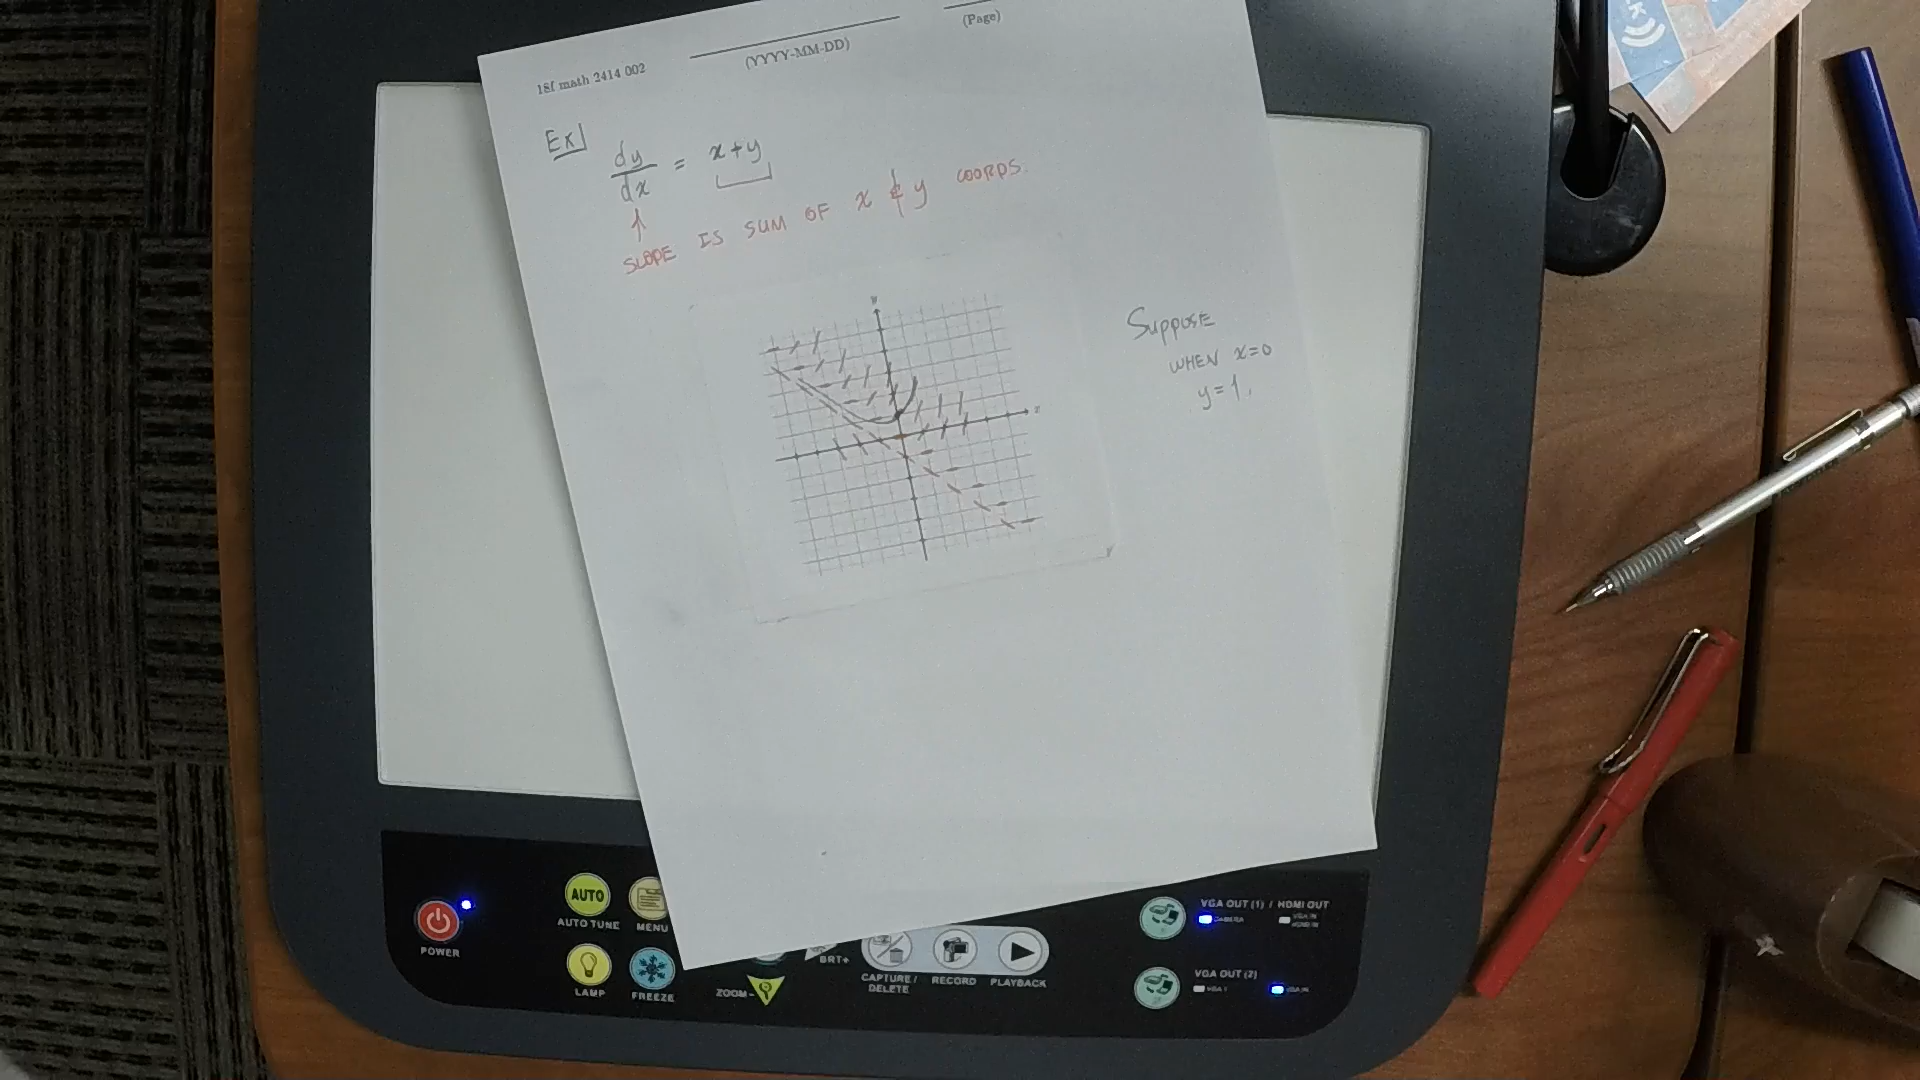 18f math 2414 002
(YYYY-MM-DD)
(Page)
Ex
dy
dx
= x+y
SLOPE IS SUM OF x & y COORDS.
y
x
SUPPOSE
WHEN x=0
y=1.
POWER
AUTO
AUTO TUNE
MENU
LAMP
FREEZE
ZOOM-
BRT+
CAPTURE /
DELETE
RECORD
PLAYBACK
VGA OUT (1) / HDMI OUT
CAMERA
VGA OUT (2)